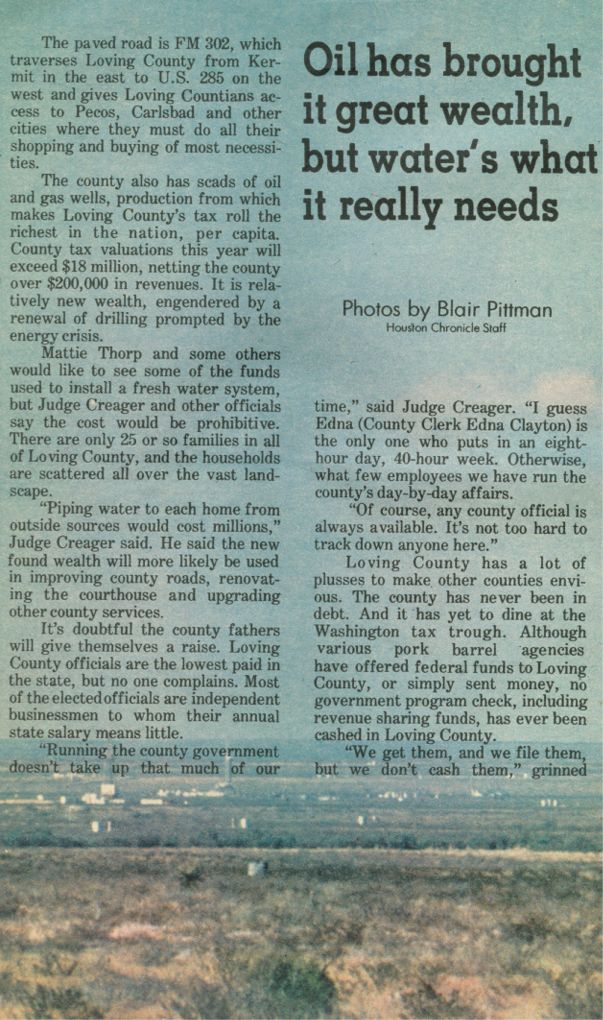 The paved road is FM 302, which
traverses Loving County from Ker-
mit in the east to U.S. 285 on the
west and gives Loving Countians ac-
cess to Pecos, Carlsbad and other
cities where they must do all their
shopping and buying of most necessi-
ties.
The county also has scads of oil
and gas wells, production from which
makes Loving County's tax roll the
richest in the nation, per capita.
County tax valuations this year will
exceed $18 million, netting the county
over $200,000 in revenues. It is rela-
tively new wealth, engendered by a
renewal of drilling prompted by the
energy crisis.
Mattie Thorp and some others
would like to see some of the funds
used to install a fresh water system,
but Judge Creager and other officials
say the cost would be prohibitive.
There are only 25 or so families in all
of Loving County, and the households
are scattered all over the vast land-
scape.
"Piping water to each home from
outside sources would cost millions,"
Judge Creager said. He said the new
found wealth will more likely be used
in improving county roads, renovat-
ing the courthouse and upgrading
other county services.
It's doubtful the county fathers
will give themselves a raise. Loving
County officials are the lowest paid in
the state, but no one complains. Most
of the elected officials are independent
businessmen to whom their annual
state salary means little.
"Running the county government
doesn't take up that much of our
Oil has brought
it great wealth,
but water's what
it really needs
Photos by Blair Pittman
Houston Chronicle Staff
time," said Judge Creager. "I guess
Edna (County Clerk Edna Clayton) is
the only one who puts in an eight-
hour day, 40-hour week. Otherwise,
what few employees we have run the
county's day-by-day affairs.
"Of course, any county official is
always available. It's not too hard to
track down anyone here."
Loving County has a lot of
plusses to make other counties envi-
ous. The county has never been in
debt. And it has yet to dine at the
Washington tax trough. Although
various pork barrel agencies
have offered federal funds to Loving
County, or simply sent money, no
government program check, including
revenue sharing funds, has ever been
cashed in Loving County.
"We get them, and we file them,
but we don't cash them," grinned